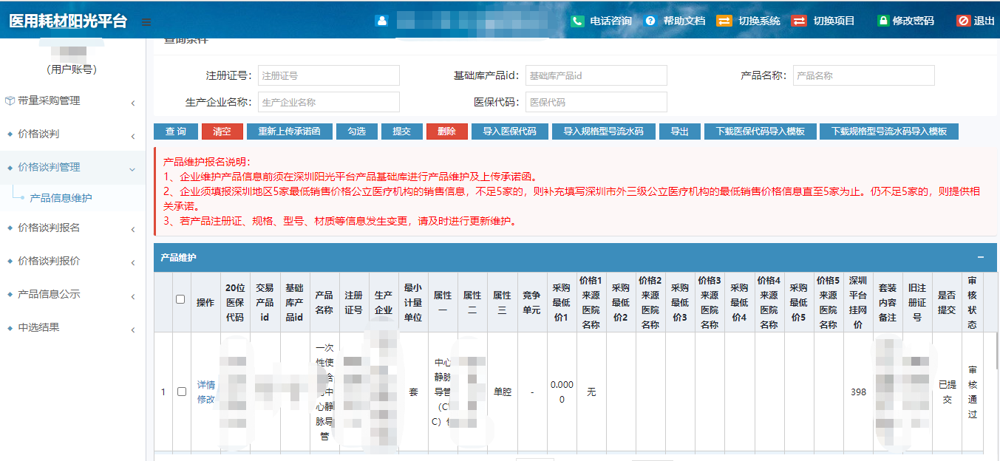 医用耗材阳光平台
电话咨询 帮助文档 切换系统 切换项目 修改密码 退出
(用户账号)
带量采购管理
价格谈判
价格谈判管理
产品信息维护
价格谈判报名
价格谈判报价
产品信息公示
中选结果
查询条件
注册证号: 注册证号 基础库产品id: 基础库产品id 产品名称: 产品名称
生产企业名称: 生产企业名称 医保代码: 医保代码
查 询 清空 重新上传承诺函 勾选 提交 删除 导入医保代码 导入规格型号流水码 导出 下载医保代码导入模板 下载规格型号流水码导入模板
产品维护报名说明：
1、企业维护产品信息前须在深圳阳光平台产品基础库进行产品维护及上传承诺函。
2、企业须填报深圳地区5家最低销售价格公立医疗机构的销售信息，不足5家的，则补充填写深圳市外三级公立医疗机构的最低销售价格信息直至5家为止。仍不足5家的，则提供相
关承诺。
3、若产品注册证、规格、型号、材质等信息发生变更，请及时进行更新维护。
产品维护
操作
20位
医保
代码
交易
产品
id
基础
库产
品id
产品
名称
注册
证号
生产
企业
最小
计量
单位
属性
一
属性
二
属性
三
竞争
单元
采购
最低
价1
价格1
来源
医院
名称
采购
最低
价2
价格2
来源
医院
名称
采购
最低
价3
价格3
来源
医院
名称
采购
最低
价4
价格4
来源
医院
名称
采购
最低
价5
价格5
来源
医院
名称
深圳
平台
挂网
价
套装
内容
备注
旧注
册证
号
是否
提交
审
核
状
态
1
详情
修改
一次
性使
含
中
心静
脉导
管
套
中心
静脉
导管
(C
C)
单腔
-
0.000
0
无
398
已提
交
审
核
通
过